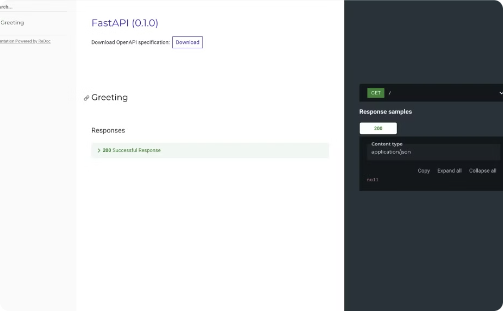 arch...
Greeting
mentation Powered by ReDoc
FastAPI (0.1.0)
Download OpenAPI specification: Download
Greeting
Responses
200 Successful Response
GET /
Response samples
200
Content type
application/json
Copy Expand all Collapse all
null